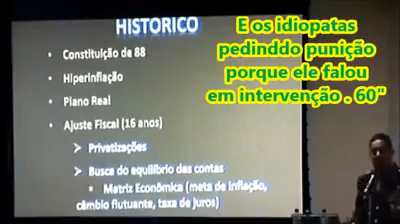 HISTÓRICO
• Constituição de 88
• Hiperinflação
• Plano Real
• Ajuste Fiscal (16 anos)
➤ Privatizações
➤ Busca do equilíbrio das contas
▪ Matriz Econômica (meta de inflação,
câmbio flutuante, taxa de juros)
E os idiopatas
pedinddo punição
porque ele falou
em intervenção . 60"